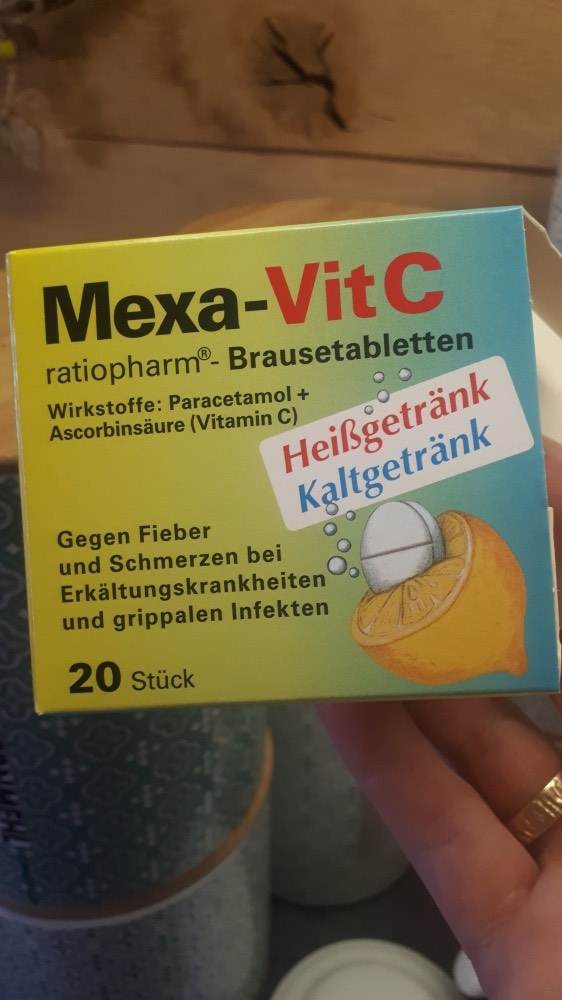 Mexa-Vit C
ratiopharm®- Brausetabletten
Wirkstoffe: Paracetamol +
Ascorbinsäure (Vitamin C)
Heißgetränk
Kaltgetränk
Gegen Fieber
und Schmerzen bei
Erkältungskrankheiten
und grippalen Infekten
20 Stück